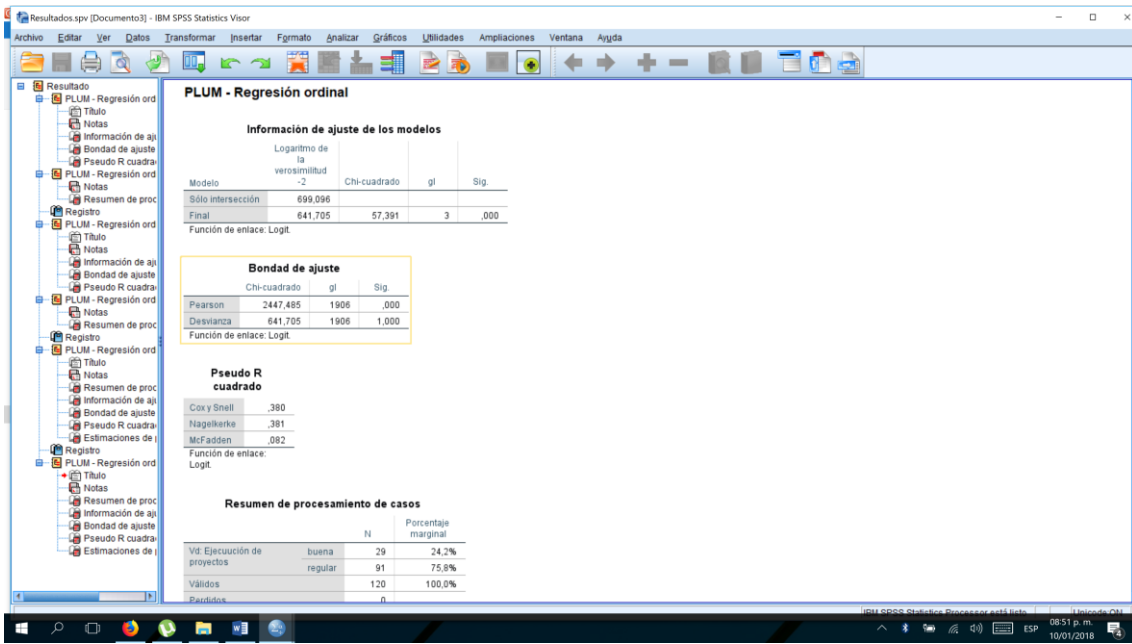 Resultados.spv [Documento3] - IBM SPSS Statistics Visor
Archivo Editar Ver Datos Transformar Insertar Formato Analizar Gráficos Utilidades Ampliaciones Ventana Ayuda
Resultado
PLUM - Regresión ord
Título
Notas
Información de aju
Bondad de ajuste
Pseudo R cuadra
PLUM - Regresión ord
Notas
Resumen de proc
Registro
PLUM - Regresión ord
Título
Notas
Información de aju
Bondad de ajuste
Pseudo R cuadra
PLUM - Regresión ord
Notas
Resumen de proc
Registro
PLUM - Regresión ord
Título
Notas
Resumen de proc
Información de aju
Bondad de ajuste
Pseudo R cuadra
Estimaciones de
Registro
PLUM - Regresión ord
Título
Notas
Resumen de proc
Información de aju
Bondad de ajuste
Pseudo R cuadra
Estimaciones de
PLUM - Regresión ordinal
Información de ajuste de los modelos
Logaritmo de
la
verosimilitud
Modelo -2 Chi-cuadrado gl Sig.
Sólo intersección 699,096
Final 641,705 57,391 3 ,000
Función de enlace: Logit.
Bondad de ajuste
Chi-cuadrado gl Sig.
Pearson 2447,485 1906 ,000
Desvianza 641,705 1906 1,000
Función de enlace: Logit.
Pseudo R
cuadrado
Cox y Snell ,380
Nagelkerke ,381
McFadden ,082
Función de enlace:
Logit.
Resumen de procesamiento de casos
Porcentaje
N marginal
Vd: Ejecuución de buena 29 24,2%
proyectos regular 91 75,8%
Válidos 120 100,0%
Perdidos 0
IBM SPSS Statistics Processor está listo Unicode:ON
ESP 08:51 p. m.
10/01/2018
4